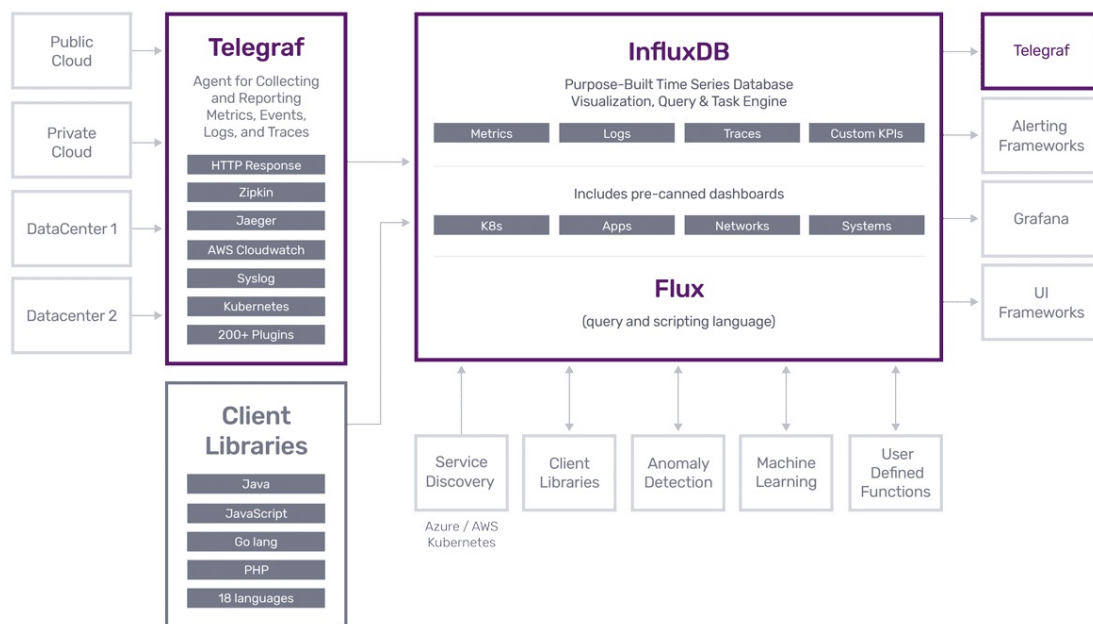 Public
Cloud
Private
Cloud
DataCenter 1
Datacenter 2
Telegraf
Agent for Collecting
and Reporting
Metrics, Events,
Logs, and Traces
HTTP Response
Zipkin
Jaeger
AWS Cloudwatch
Syslog
Kubernetes
200+ Plugins
Client
Libraries
Java
JavaScript
Go lang
PHP
18 languages
InfluxDB
Purpose-Built Time Series Database
Visualization, Query & Task Engine
Metrics
Logs
Traces
Custom KPIs
Includes pre-canned dashboards
K8s
Apps
Networks
Systems
Flux
(query and scripting language)
Service
Discovery
Azure / AWS
Kubernetes
Client
Libraries
Anomaly
Detection
Machine
Learning
User
Defined
Functions
Telegraf
Alerting
Frameworks
Grafana
UI
Frameworks